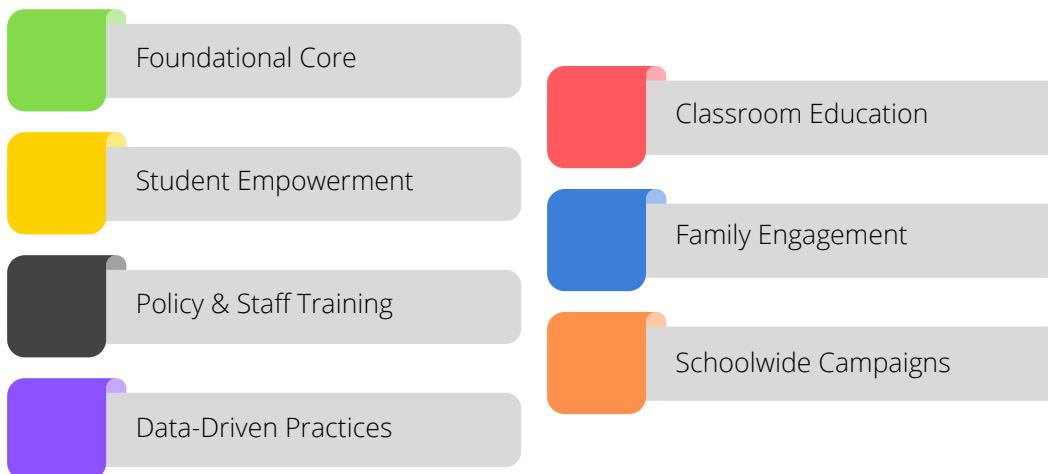 Foundational Core
Student Empowerment
Policy & Staff Training
Data-Driven Practices
Classroom Education
Family Engagement
Schoolwide Campaigns